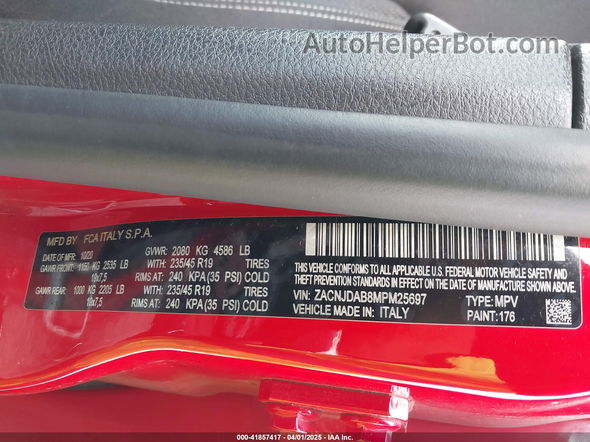 AutoHelperBot.com
MFD BY FCA ITALY S.P.A.
DATE OF MFR 10/20 GVWR: 2080 KG 4586 LB
GAWR FRONT: 1150 KG 2535 LB WITH: 235/45 R19 TIRES
18x7,5 RIMS AT: 240 KPA(35 PSI) COLD
GAWR REAR: 1000 KG 2205 LB WITH: 235/45 R19 TIRES
18x7,5 RIMS AT: 240 KPA(35 PSI) COLD
THIS VEHICLE CONFORMS TO ALL APPLICABLE U.S. FEDERAL MOTOR VEHICLE SAFETY AND
THEFT PREVENTION STANDARDS IN EFFECT ON THE DATE OF MANUFACTURE SHOWN ABOVE
VIN: ZACNJDAB8MPM25697 TYPE: MPV
VEHICLE MADE IN: ITALY PAINT: 176
000-41857417 • 04/01/2025 • IAA Inc.